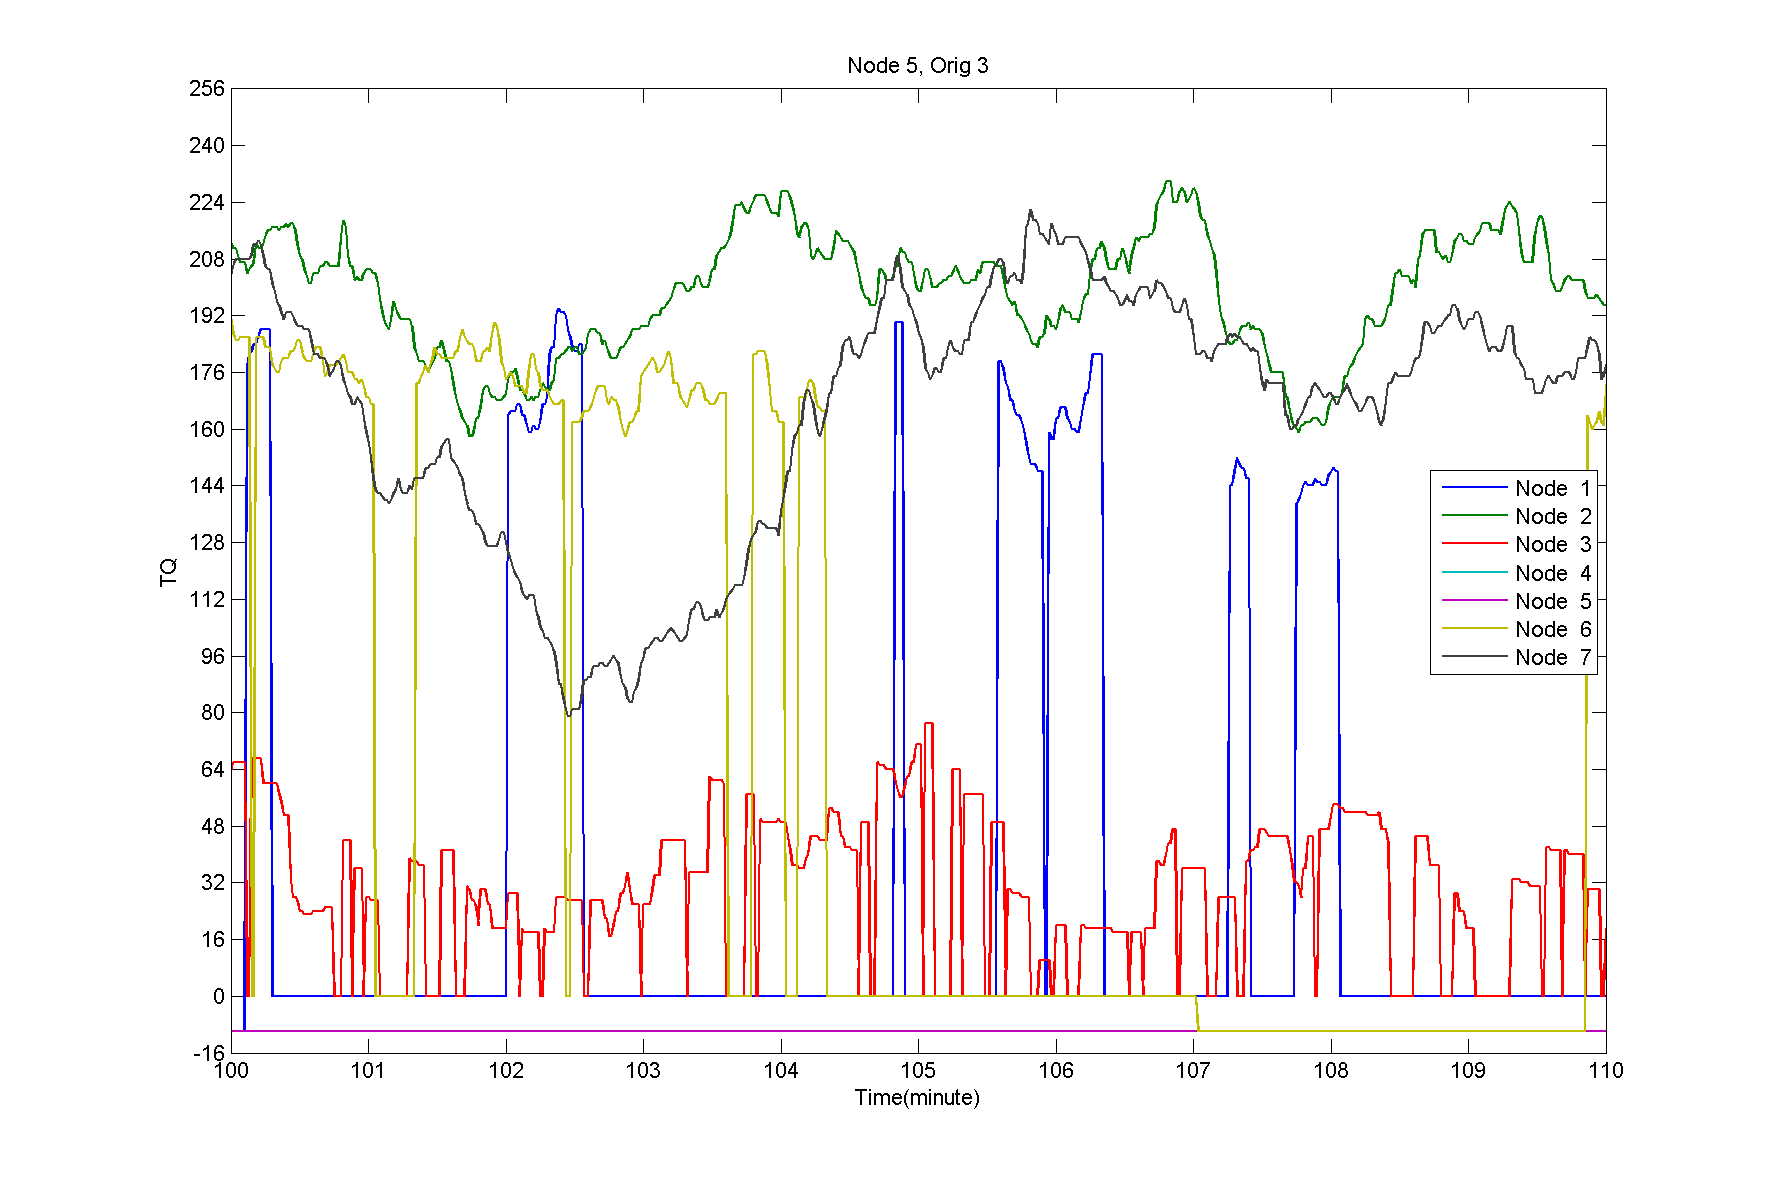 Node 5, Orig 3
256
240
224
208
192
176
160
144
128
112
96
80
64
48
32
16
0
-16
TQ
Node 1
Node 2
Node 3
Node 4
Node 5
Node 6
Node 7
100 101 102 103 104 105 106 107 108 109 110
Time(minute)